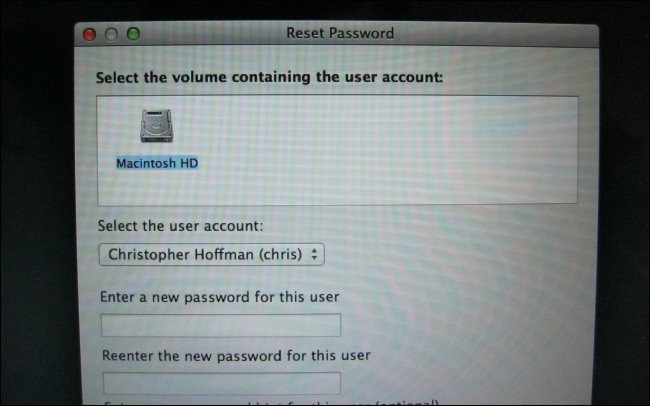 Reset Password
Select the volume containing the user account:
Macintosh HD
Select the user account:
Christopher Hoffman (chris)
Enter a new password for this user
Reenter the new password for this user